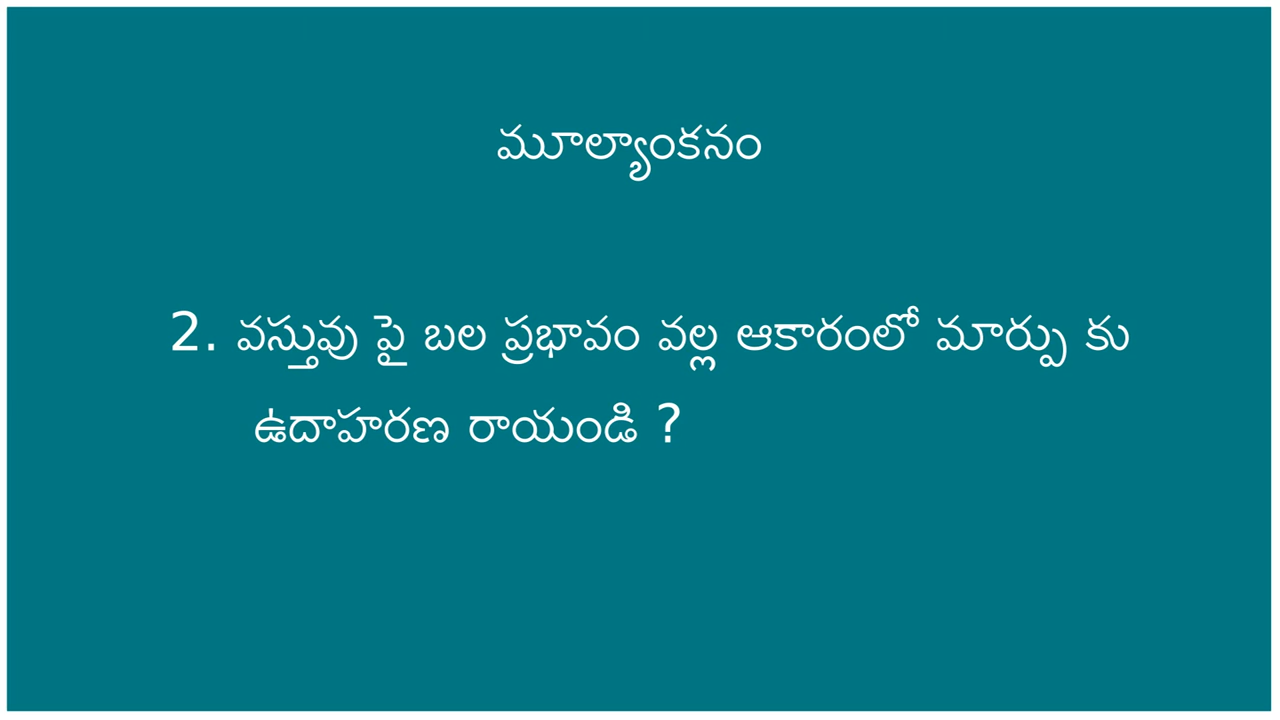 మూల్యాంకనం
2. వస్తువు పై బల ప్రభావం వల్ల ఆకారంలో మార్పు కు
ఉదాహరణ రాయండి ?